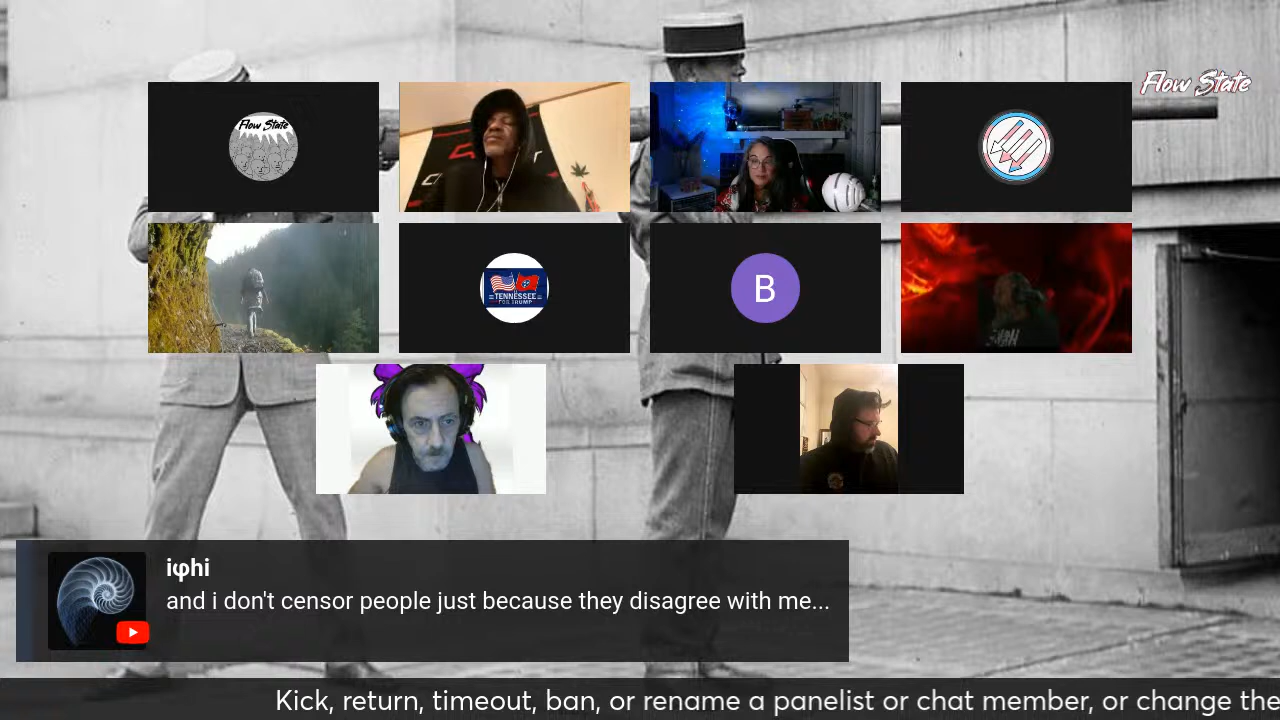 Flow State
Flow State
TENNESSEE
FOR TRUMP
B
iφhi
and i don't censor people just because they disagree with me...
Kick, return, timeout, ban, or rename a panelist or chat member, or change the